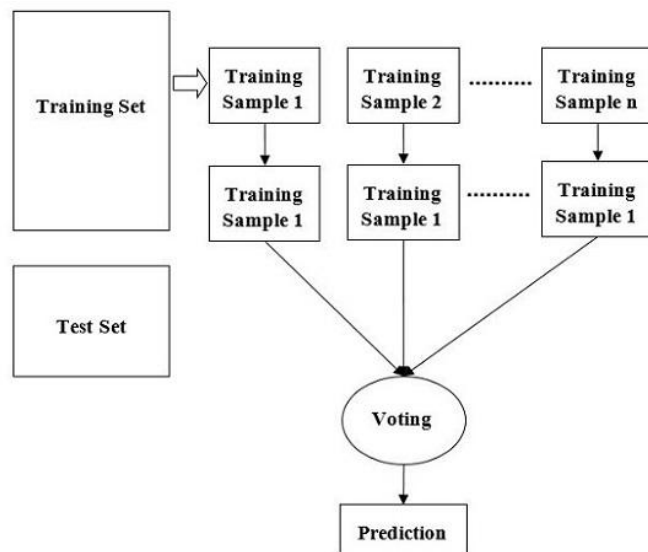 Training Set
Training
Sample 1
Training
Sample 2
Training
Sample n
Training
Sample 1
Training
Sample 1
Training
Sample 1
Test Set
Voting
Prediction